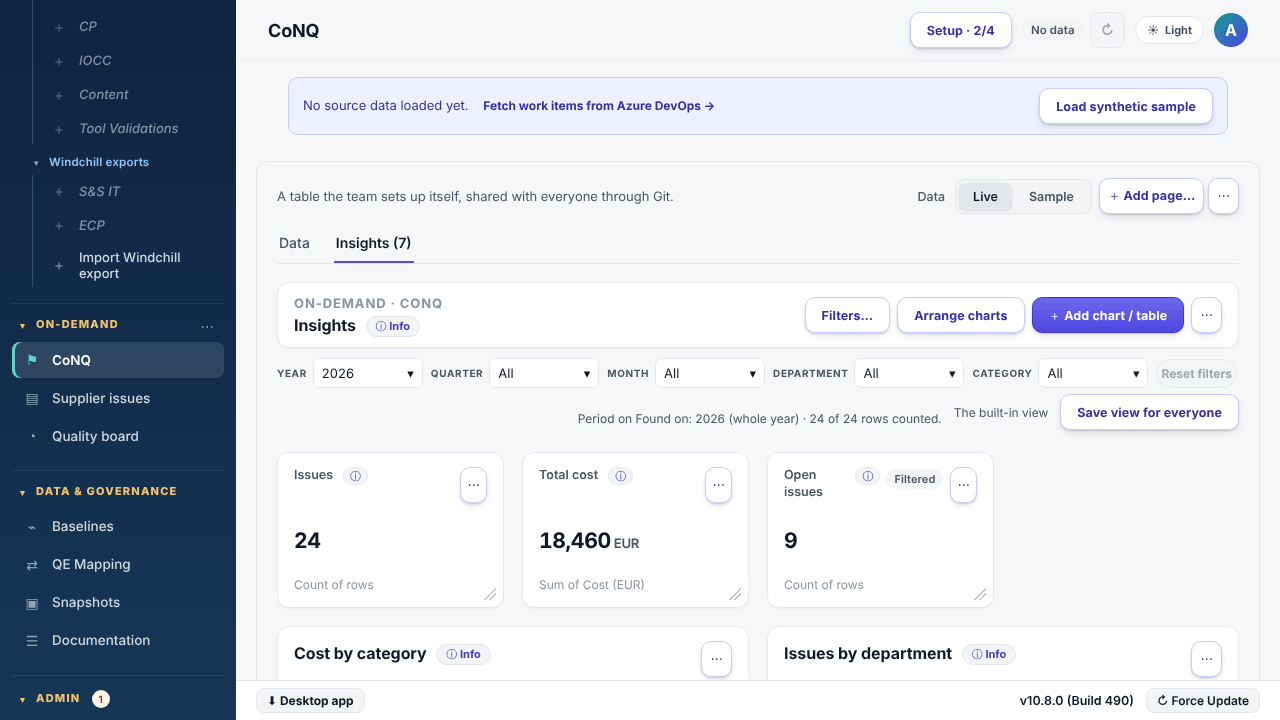 CP
IOCC
Content
Tool Validations
Windchill exports
S&S IT
ECP
Import Windchill
export
ON-DEMAND
CoNQ
Supplier issues
Quality board
DATA & GOVERNANCE
Baselines
QE Mapping
Snapshots
Documentation
ADMIN 1
CoNQ
Setup · 2/4
No data
Light
A
No source data loaded yet. Fetch work items from Azure DevOps →
Load synthetic sample
A table the team sets up itself, shared with everyone through Git.
Data Live Sample
+ Add page...
Data Insights (7)
ON-DEMAND · CONQ
Insights ⓘ Info
Filters... Arrange charts + Add chart / table
YEAR 2026 QUARTER All MONTH All DEPARTMENT All CATEGORY All Reset filters
Period on Found on: 2026 (whole year) · 24 of 24 rows counted. The built-in view Save view for everyone
Issues
24
Count of rows
Total cost
18,460 EUR
Sum of Cost (EUR)
Open
issues
Filtered
9
Count of rows
Cost by category ⓘ Info
Issues by department ⓘ Info
Desktop app
v10.8.0 (Build 490)
Force Update